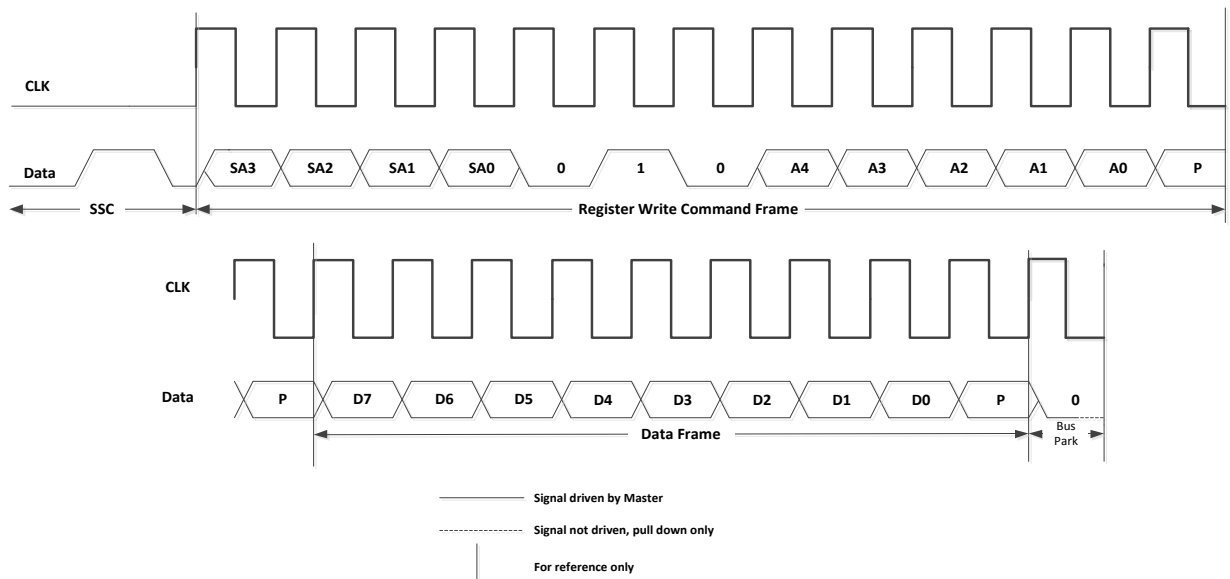 CLK
Data SA3 SA2 SA1 SA0 0 1 0 A4 A3 A2 A1 A0 P
SSC Register Write Command Frame
CLK
Data P D7 D6 D5 D4 D3 D2 D1 D0 P 0
Data Frame Bus
Park
Signal driven by Master
Signal not driven, pull down only
For reference only